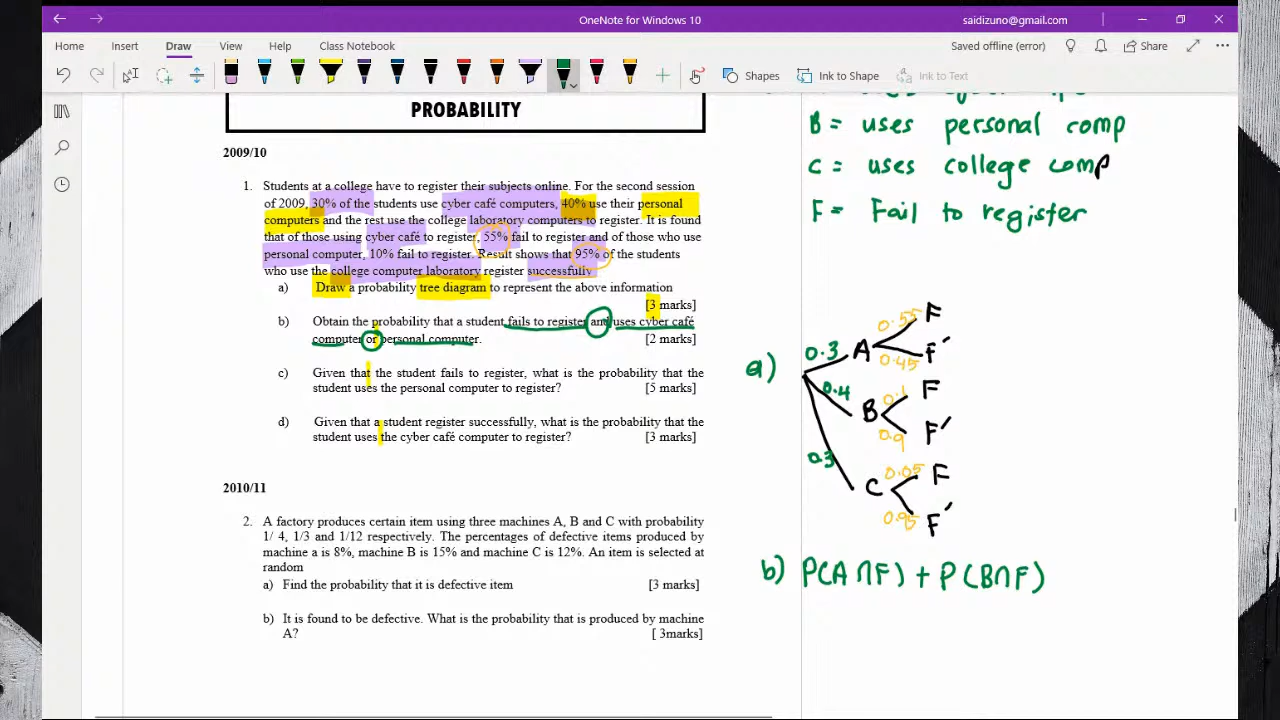 OneNote for Windows 10
saidizuno@gmail.com
Home Insert Draw View Help Class Notebook
Saved offline (error) Share
Shapes Ink to Shape Ink to Text
PROBABILITY
2009/10
1. Students at a college have to register their subjects online. For the second session
of 2009, 30% of the students use cyber café computers, 40% use their personal
computers and the rest use the college laboratory computers to register. It is found
that of those using cyber café to register, 55% fail to register and of those who use
personal computer, 10% fail to register. Result shows that 95% of the students
who use the college computer laboratory register successfully
a) Draw a probability tree diagram to represent the above information
[3 marks]
b) Obtain the probability that a student fails to register and uses cyber café
computer or personal computer. [2 marks]
c) Given that the student fails to register, what is the probability that the
student uses the personal computer to register? [5 marks]
d) Given that a student register successfully, what is the probability that the
student uses the cyber café computer to register? [3 marks]
2010/11
2. A factory produces certain item using three machines A, B and C with probability
1/ 4, 1/3 and 1/12 respectively. The percentages of defective items produced by
machine a is 8%, machine B is 15% and machine C is 12%. An item is selected at
random
a) Find the probability that it is defective item [3 marks]
b) It is found to be defective. What is the probability that is produced by machine
A? [ 3marks]
B = uses personal comp
C = uses college comp
F = Fail to register
a)
0.3 A 0.55 F
0.45 F'
0.4 B 0.1 F
0.9 F'
0.3 C 0.05 F
0.95 F'
b) P(A∩F) + P(B∩F)